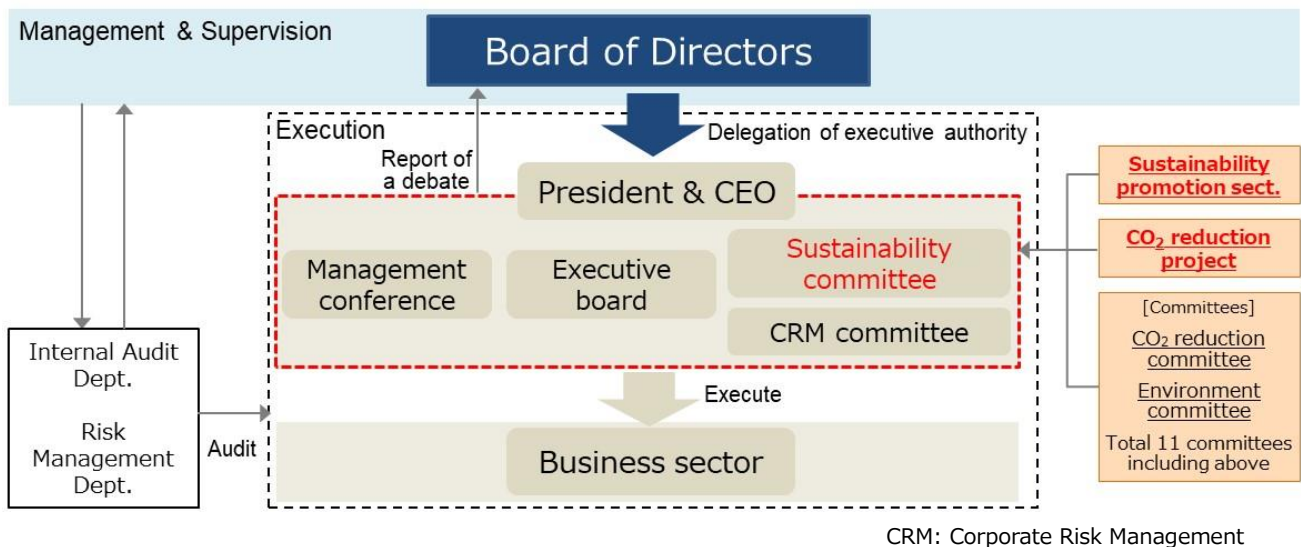 Management & Supervision
Board of Directors
Execution
Delegation of executive authority
Report of
a debate
President & CEO
Management
conference
Executive
board
Sustainability
committee
CRM committee
Execute
Business sector
Internal Audit
Dept.
Risk
Management
Dept.
Audit
Sustainability
promotion sect.
CO₂ reduction
project
[Committees]
CO₂ reduction
committee
Environment
committee
Total 11 committees
including above
CRM: Corporate Risk Management